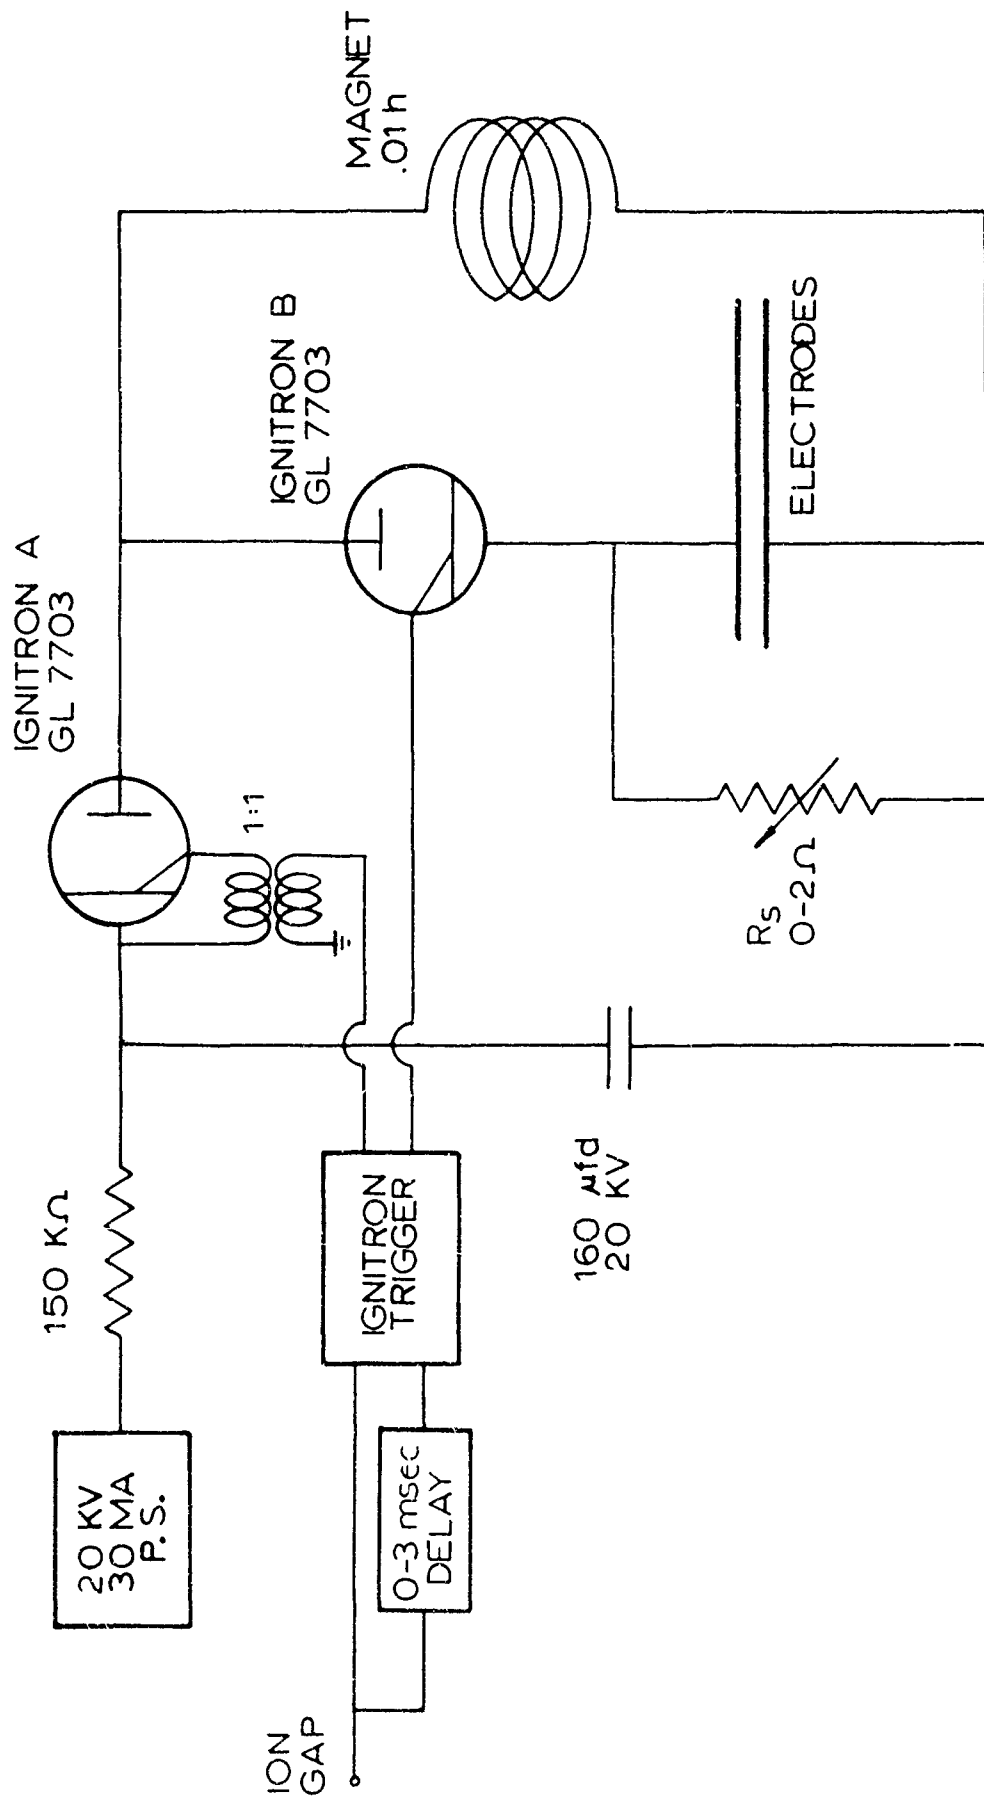 ION
GAP
20 KV
30 MA
P.S.
0-3 msec
DELAY
150 KΩ
IGNITRON
TRIGGER
160 μfd
20 KV
1:1
IGNITRON A
GL 7703
Rs
0-2Ω
IGNITRON B
GL 7703
ELECTRODES
MAGNET
.01 h